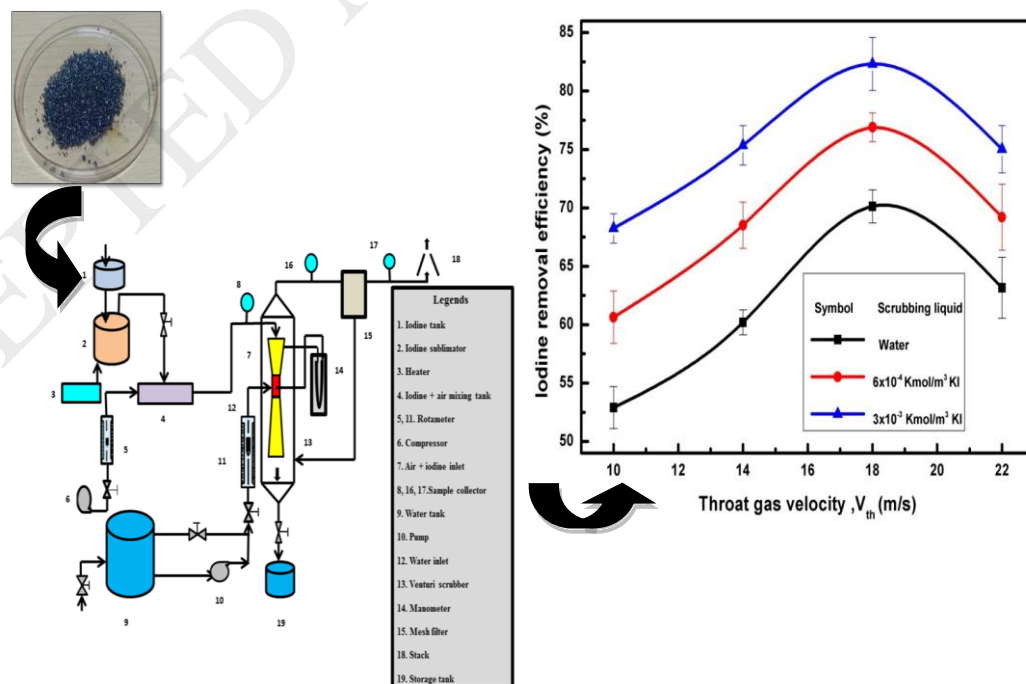 EPTED M
1
2
3
4
5
6
7
8
9
10
11
12
13
14
15
16
17
18
19
Legends
1. Iodine tank
2. Iodine sublimator
3. Heater
4. Iodine + air mixing tank
5, 11. Rotameter
6. Compressor
7. Air + iodine inlet
8, 16, 17.Sample collector
9. Water tank
10. Pump
12. Water inlet
13. Venturi scrubber
14. Manometer
15. Mesh filter
18. Stack
19. Storage tank
Iodine removal efficiency (%)
85
80
75
70
65
60
55
50
Symbol Scrubbing liquid
Water
6x10⁻⁴ Kmol/m³ KI
3x10⁻³ Kmol/m³ KI
10 12 14 16 18 20 22
Throat gas velocity ,Vth (m/s)